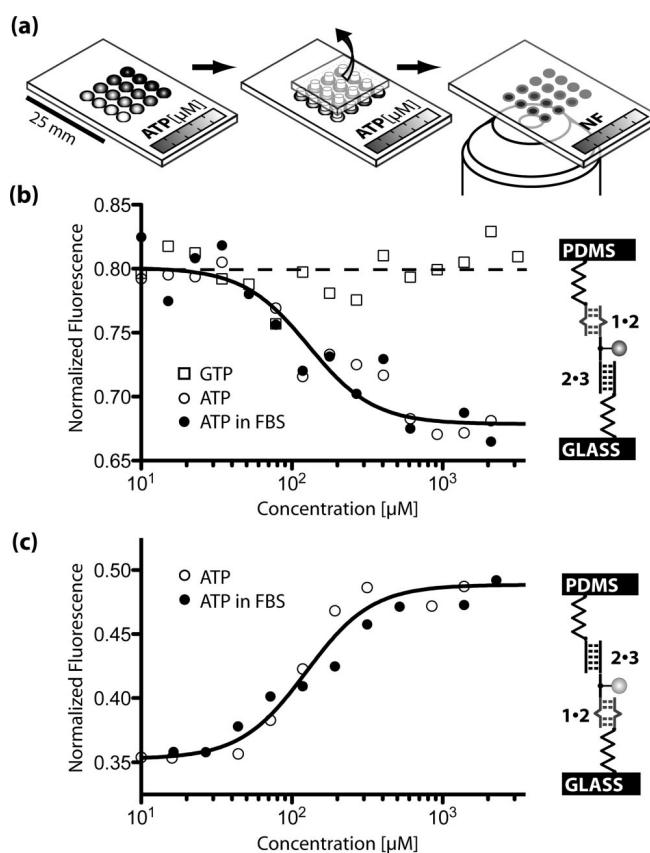 (a)
25 mm
ATP[µM]
ATP[µM]
NF
(b)
Normalized Fluorescence
0.85
0.80
0.75
0.70
0.65
GTP
ATP
ATP in FBS
10¹ 10² 10³
Concentration [µM]
PDMS
1•2
2•3
GLASS
(c)
Normalized Fluorescence
0.50
0.45
0.40
0.35
ATP
ATP in FBS
10¹ 10² 10³
Concentration [µM]
PDMS
2•3
1•2
GLASS